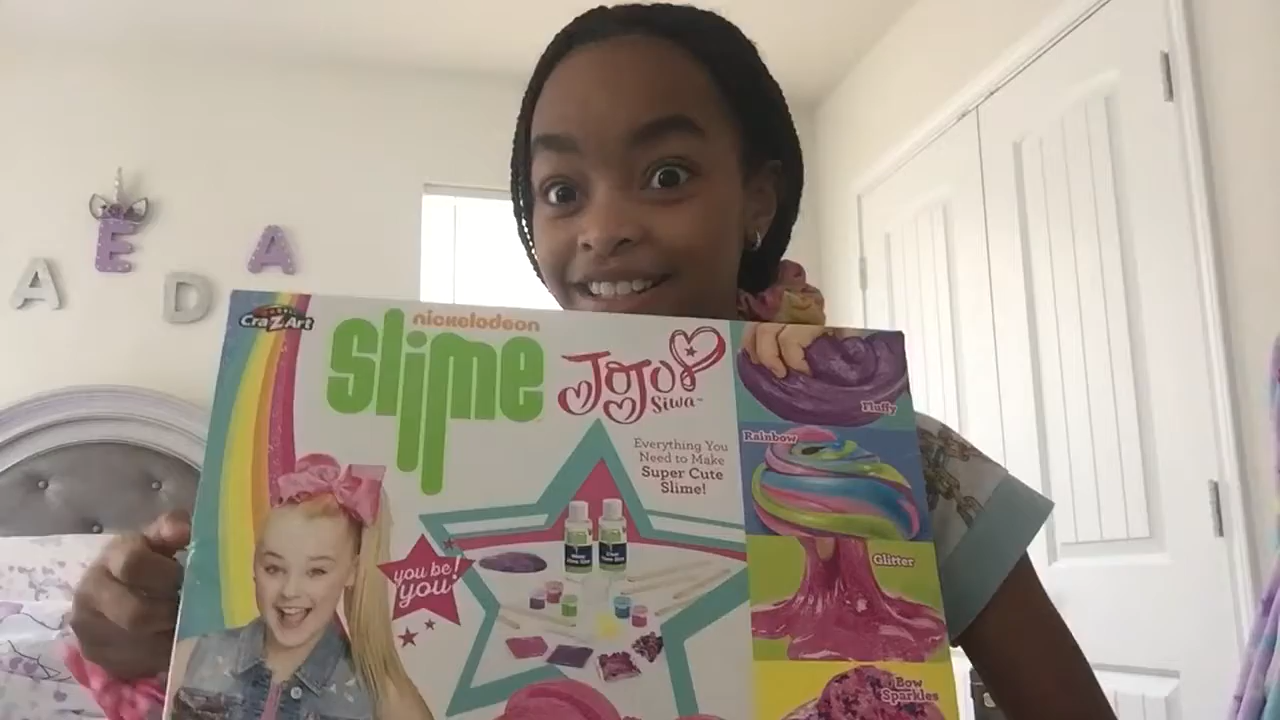 E
A
A
D
Cra-Z-Art
nickelodeon
slime
JoJo
Siwa™
Everything You
Need to Make
Super Cute
Slime!
you be
you!
Fluffy
Rainbow
Glitter
Bow
Sparkles